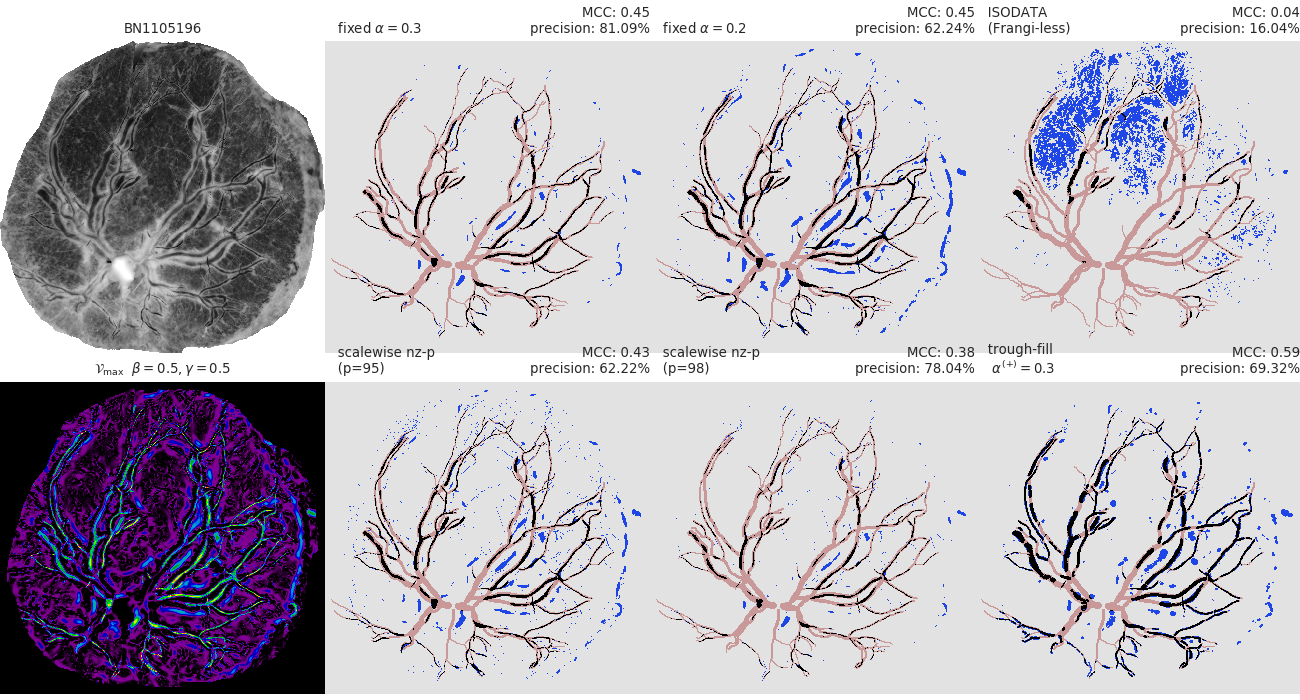 BN1105196
fixed α = 0.3
MCC: 0.45
precision: 81.09%
fixed α = 0.2
MCC: 0.45
precision: 62.24%
ISODATA
(Frangi-less)
MCC: 0.04
precision: 16.04%
𝒱max β = 0.5, γ = 0.5
scalewise nz-p
(p=95)
MCC: 0.43
precision: 62.22%
scalewise nz-p
(p=98)
MCC: 0.38
precision: 78.04%
trough-fill
α(+) = 0.3
MCC: 0.59
precision: 69.32%